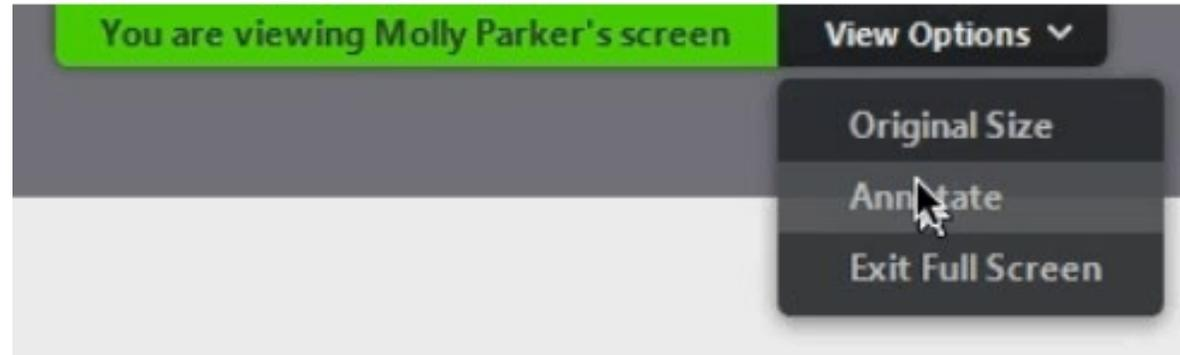 You are viewing Molly Parker's screen View Options
Original Size
Annotate
Exit Full Screen